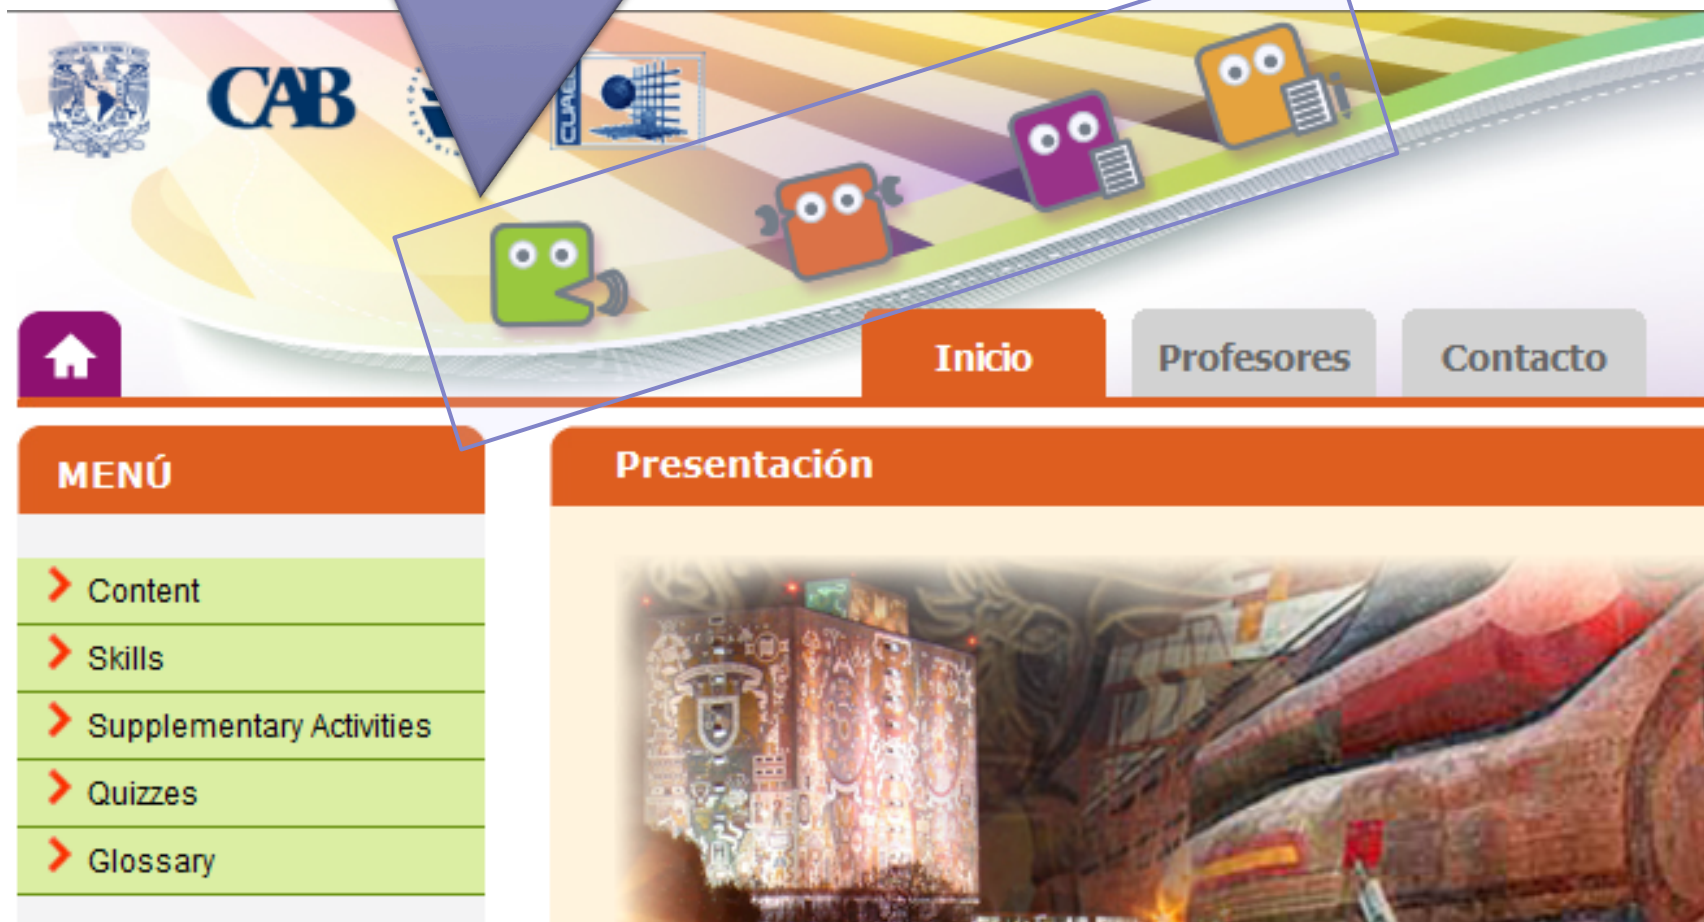 CAB
CUAED
Inicio
Profesores
Contacto
MENÚ
Presentación
Content
Skills
Supplementary Activities
Quizzes
Glossary